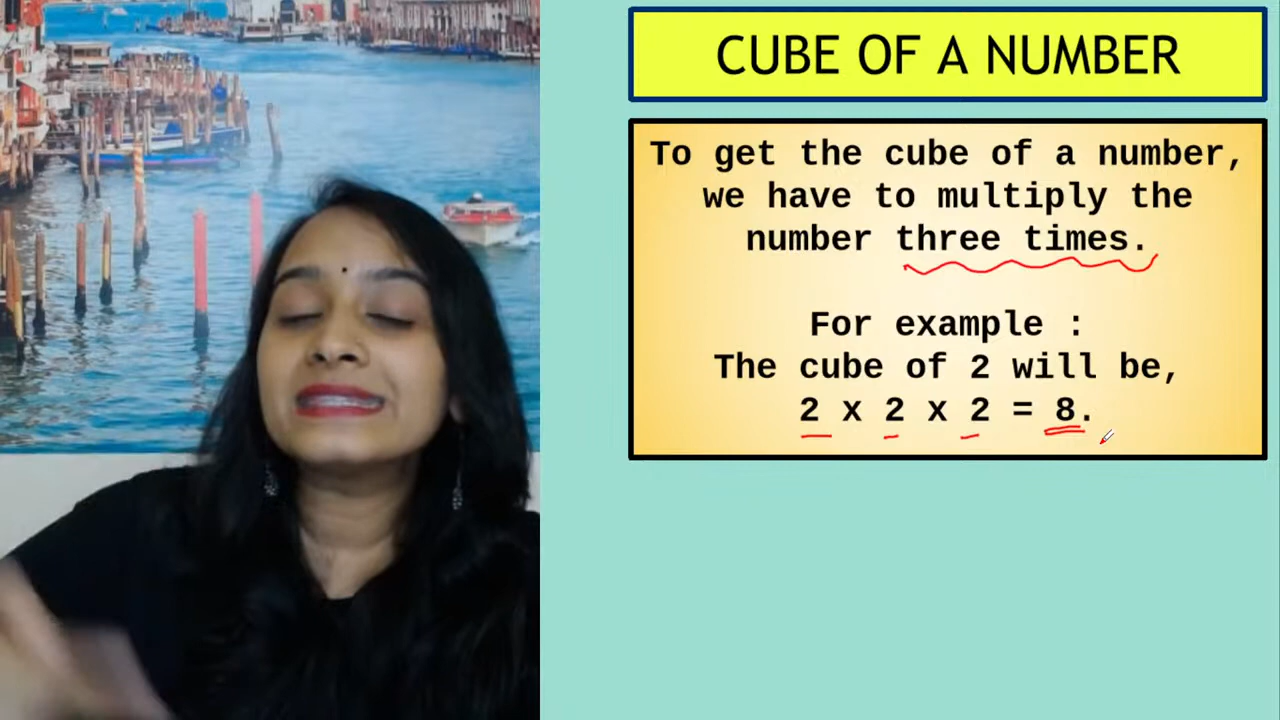 CUBE OF A NUMBER
To get the cube of a number,
we have to multiply the
number three times.
For example :
The cube of 2 will be,
2 x 2 x 2 = 8.